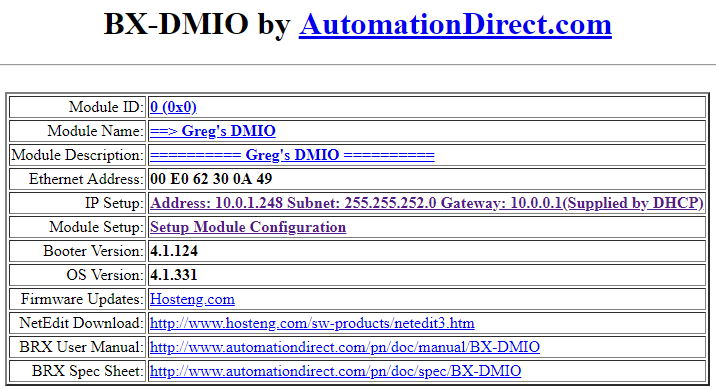 BX-DMIO by AutomationDirect.com
Module ID: 0 (0x0)
Module Name: ==> Greg's DMIO
Module Description: ========== Greg's DMIO ==========
Ethernet Address: 00 E0 62 30 0A 49
IP Setup: Address: 10.0.1.248 Subnet: 255.255.252.0 Gateway: 10.0.0.1(Supplied by DHCP)
Module Setup: Setup Module Configuration
Booter Version: 4.1.124
OS Version: 4.1.331
Firmware Updates: Hosteng.com
NetEdit Download: http://www.hosteng.com/sw-products/netedit3.htm
BRX User Manual: http://www.automationdirect.com/pn/doc/manual/BX-DMIO
BRX Spec Sheet: http://www.automationdirect.com/pn/doc/spec/BX-DMIO